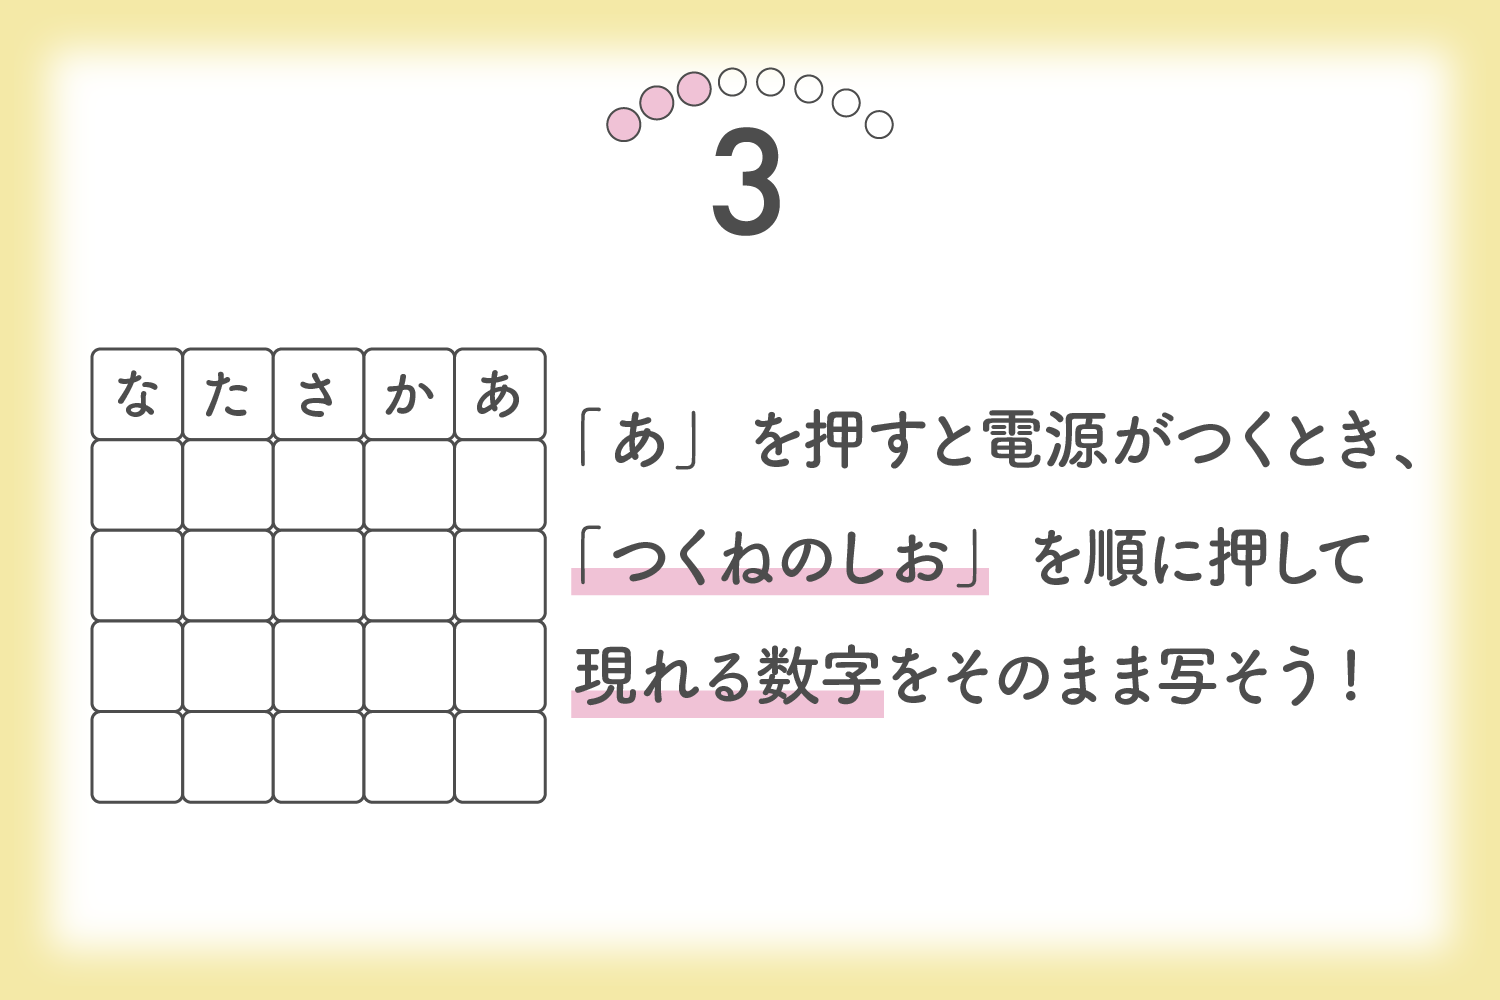 3
な た さ か あ
「あ」 を押すと電源がつくとき、
「つくねのしお」 を順に押して
現れる数字をそのまま写そう！